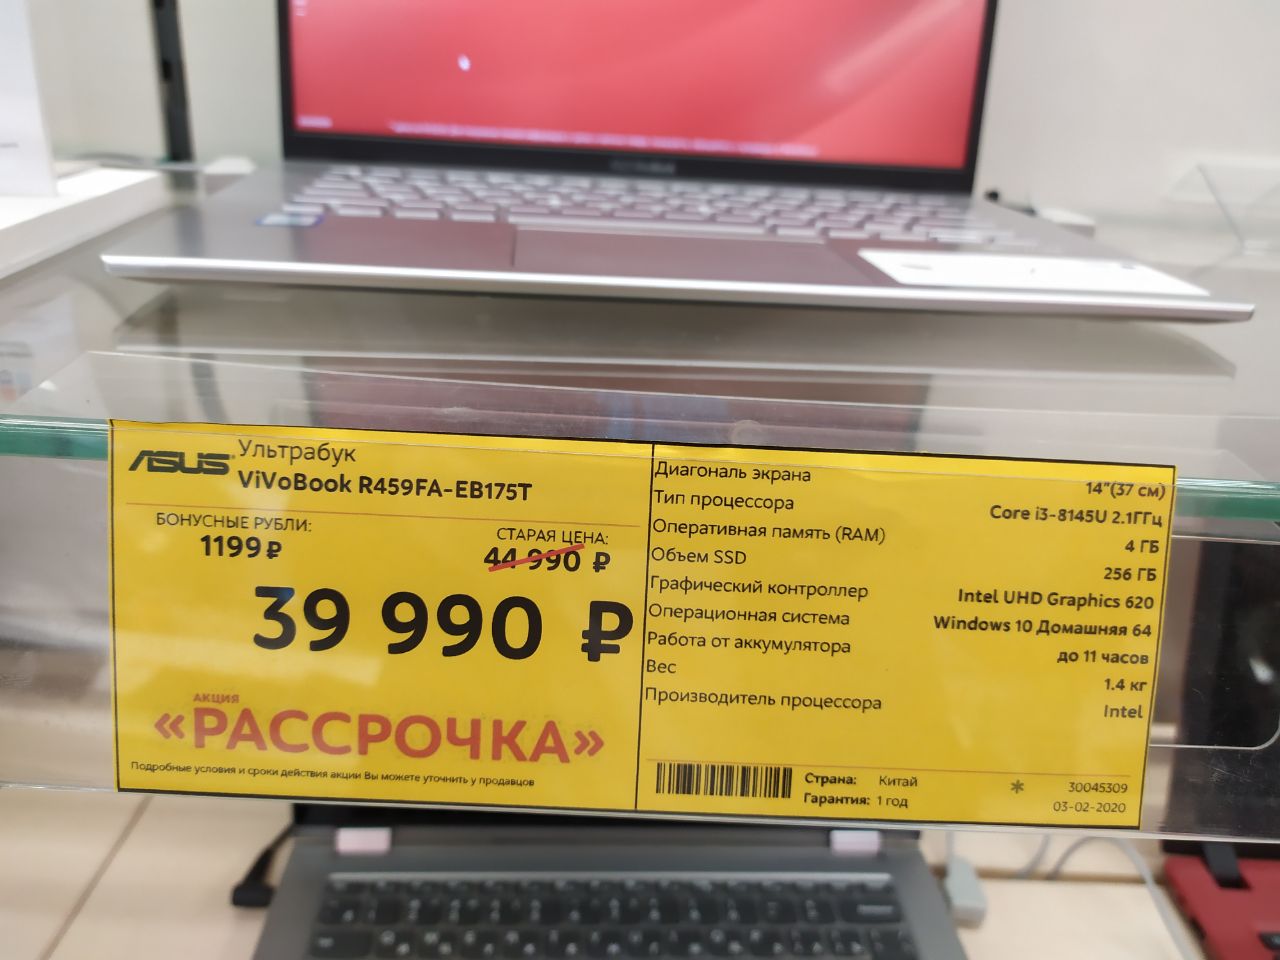 ASUS
Ультрабук
ViVoBook R459FA-EB175T
БОНУСНЫЕ РУБЛИ:
1199 ₽
СТАРАЯ ЦЕНА:
44 990 ₽
39 990 ₽
АКЦИЯ
«РАССРОЧКА»
Подробные условия и сроки действия акции Вы можете уточнить у продавцов
Диагональ экрана 14"(37 см)
Тип процессора Core i3-8145U 2.1ГГц
Оперативная память (RAM) 4 ГБ
Объем SSD 256 ГБ
Графический контроллер Intel UHD Graphics 620
Операционная система Windows 10 Домашняя 64
Работа от аккумулятора до 11 часов
Вес 1.4 кг
Производитель процессора Intel
Страна: Китай * 30045309
Гарантия: 1 год 03-02-2020